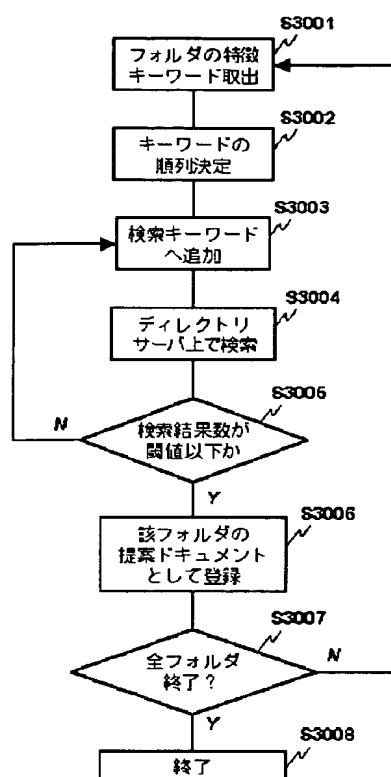 S3001
フォルダの特徴
キーワード取出
S3002
キーワードの
順列決定
S3003
検索キーワード
へ追加
S3004
ディレクトリ
サーバ上で検索
S3005
検索結果数が
閾値以下か
N
Y
S3006
該フォルダの
提案ドキュメント
として登録
S3007
全フォルダ
終了?
N
Y
S3008
終了